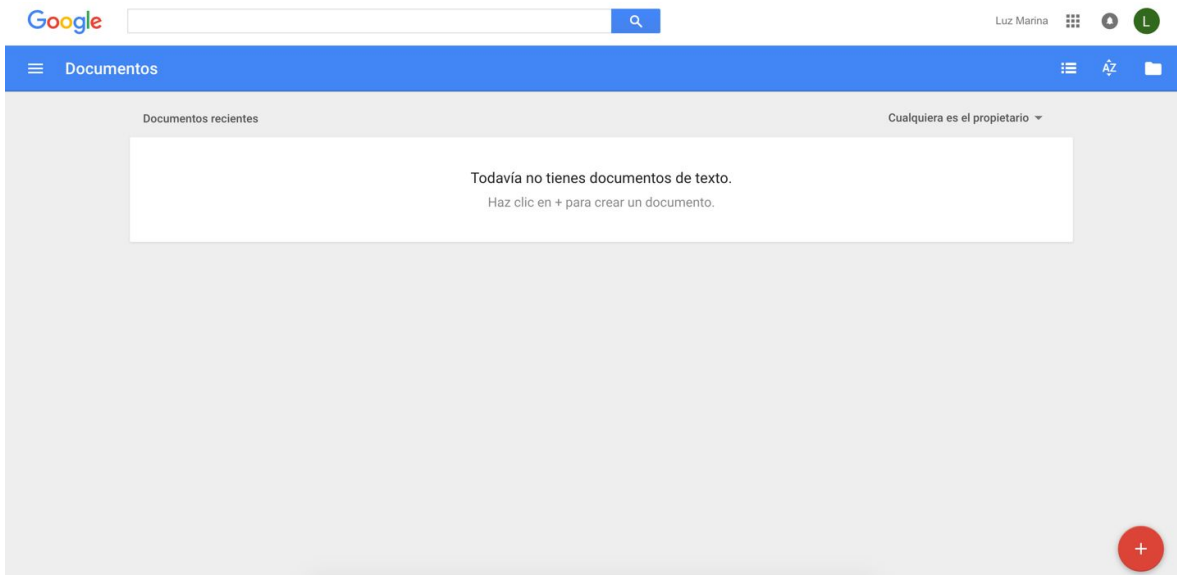 Google
Luz Marina
L
Documentos
AZ
Documentos recientes
Cualquiera es el propietario
Todavía no tienes documentos de texto.
Haz clic en + para crear un documento.
+